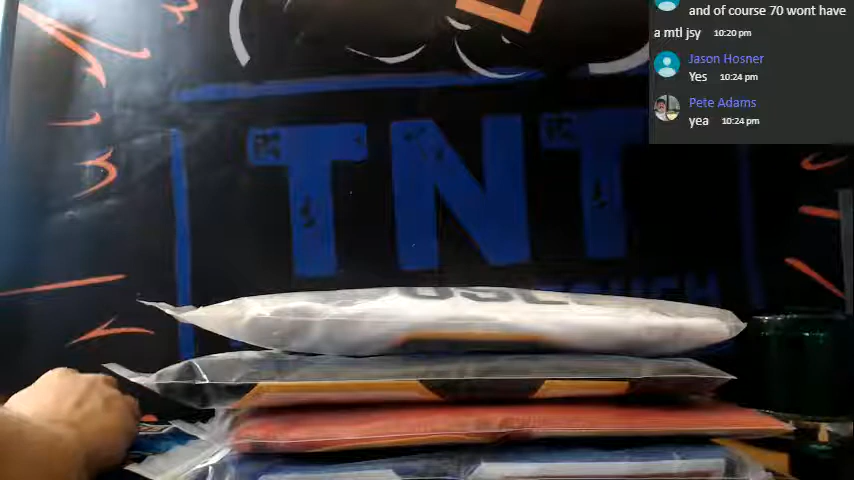 and of course 70 wont have
a mtl jsy 10:20 pm
Jason Hosner
Yes 10:24 pm
Pete Adams
yea 10:24 pm
TNT